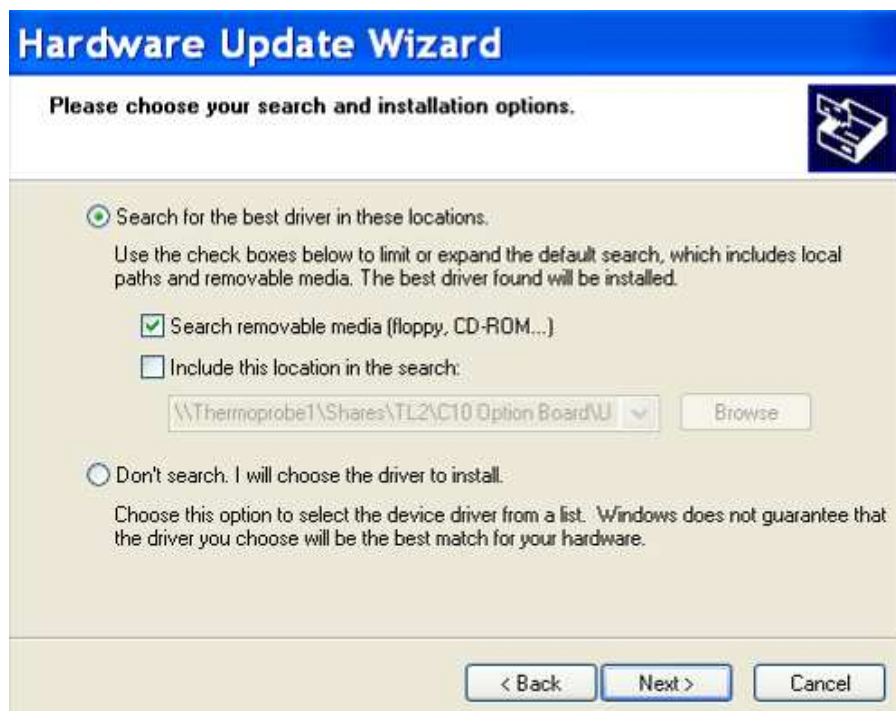 Hardware Update Wizard
Please choose your search and installation options.
Search for the best driver in these locations.
Use the check boxes below to limit or expand the default search, which includes local
paths and removable media. The best driver found will be installed.
Search removable media (floppy, CD-ROM...)
Include this location in the search:
\\Thermoprobe1\Shares\TL2\C10 Option Board\U
Browse
Don't search. I will choose the driver to install.
Choose this option to select the device driver from a list. Windows does not guarantee that
the driver you choose will be the best match for your hardware.
< Back
Next >
Cancel